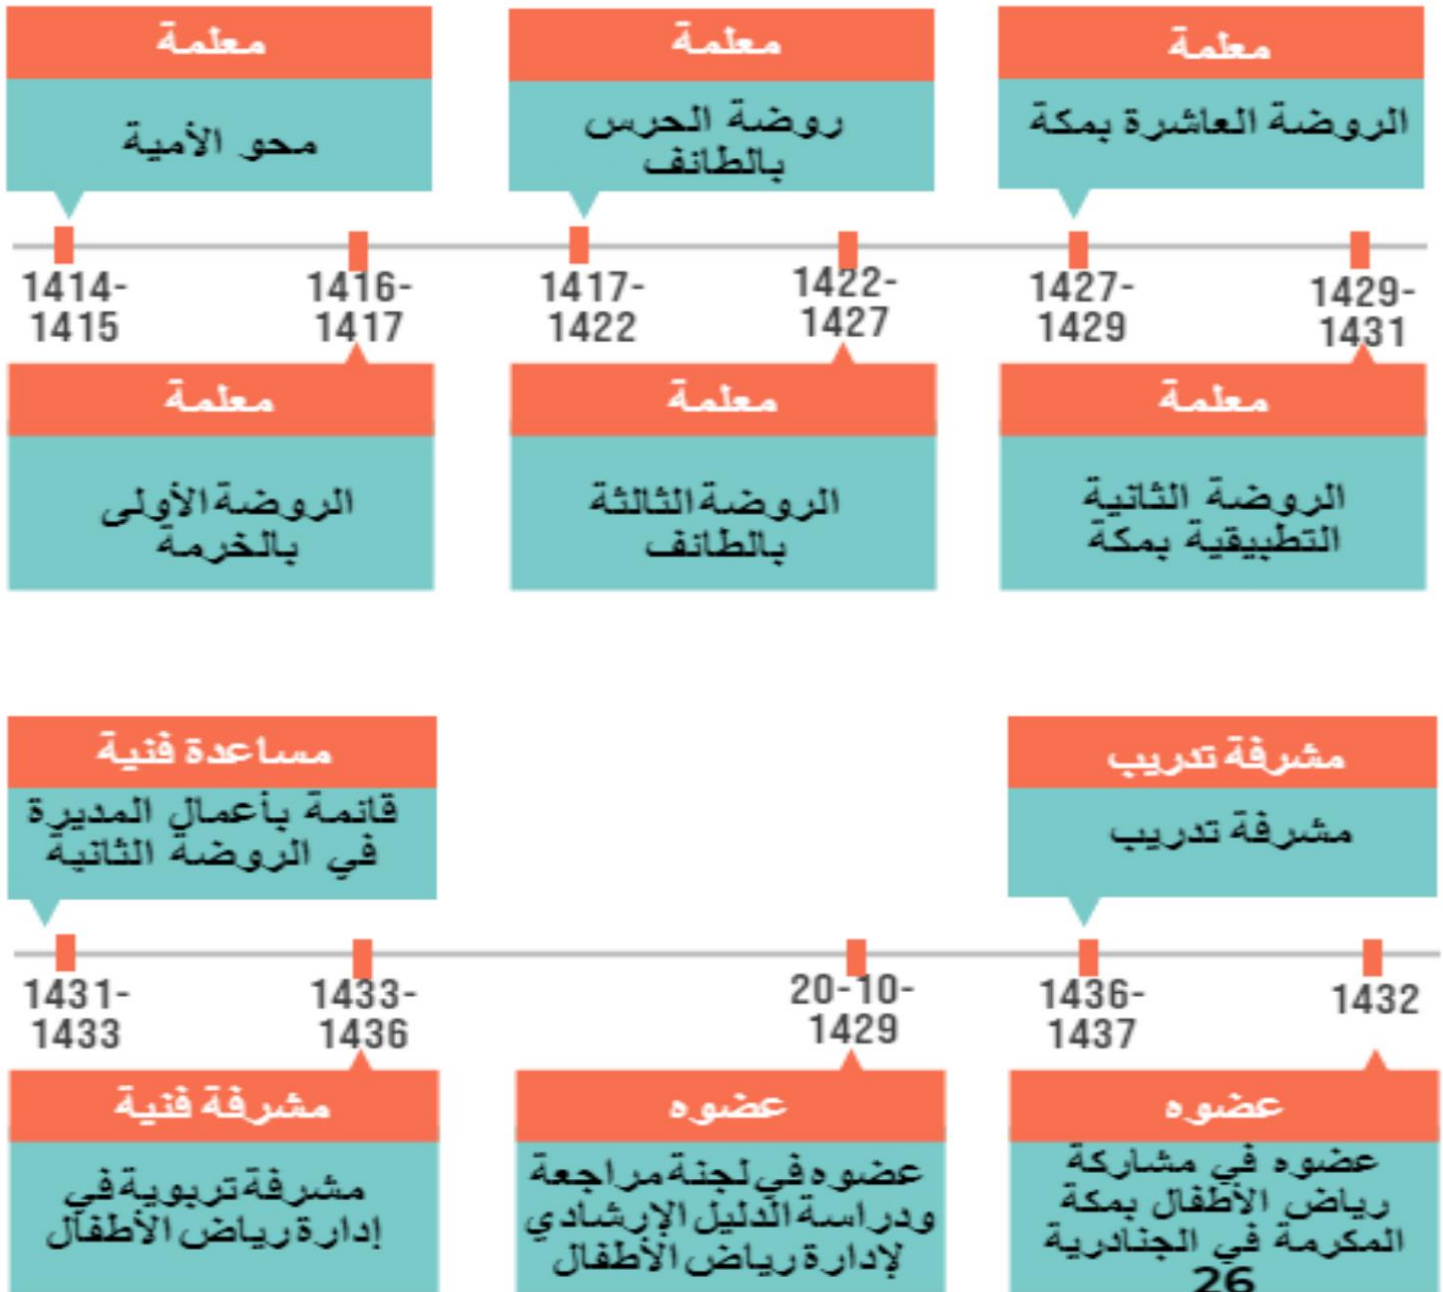 معلمة
محو الأمية
1414-
1415
1416-
1417
معلمة
الروضة الأولى
بالخرمة
معلمة
روضة الحرس
بالطائف
1417-
1422
1422-
1427
معلمة
الروضة الثالثة
بالطائف
معلمة
الروضة العاشرة بمكة
1427-
1429
1429-
1431
معلمة
الروضة الثانية
التطبيقية بمكة
مساعدة فنية
قائمة بأعمال المديرة
في الروضة الثانية
1431-
1433
1433-
1436
مشرفة فنية
مشرفة تربوية في
إدارة رياض الأطفال
20-10-
1429
عضوه
عضوه في لجنة مراجعة
ودراسة الدليل الإرشادي
لإدارة رياض الأطفال
مشرفة تدريب
مشرفة تدريب
1436-
1437
1432
عضوه
عضوه في مشاركة
رياض الأطفال بمكة
المكرمة في الجنادرية
26